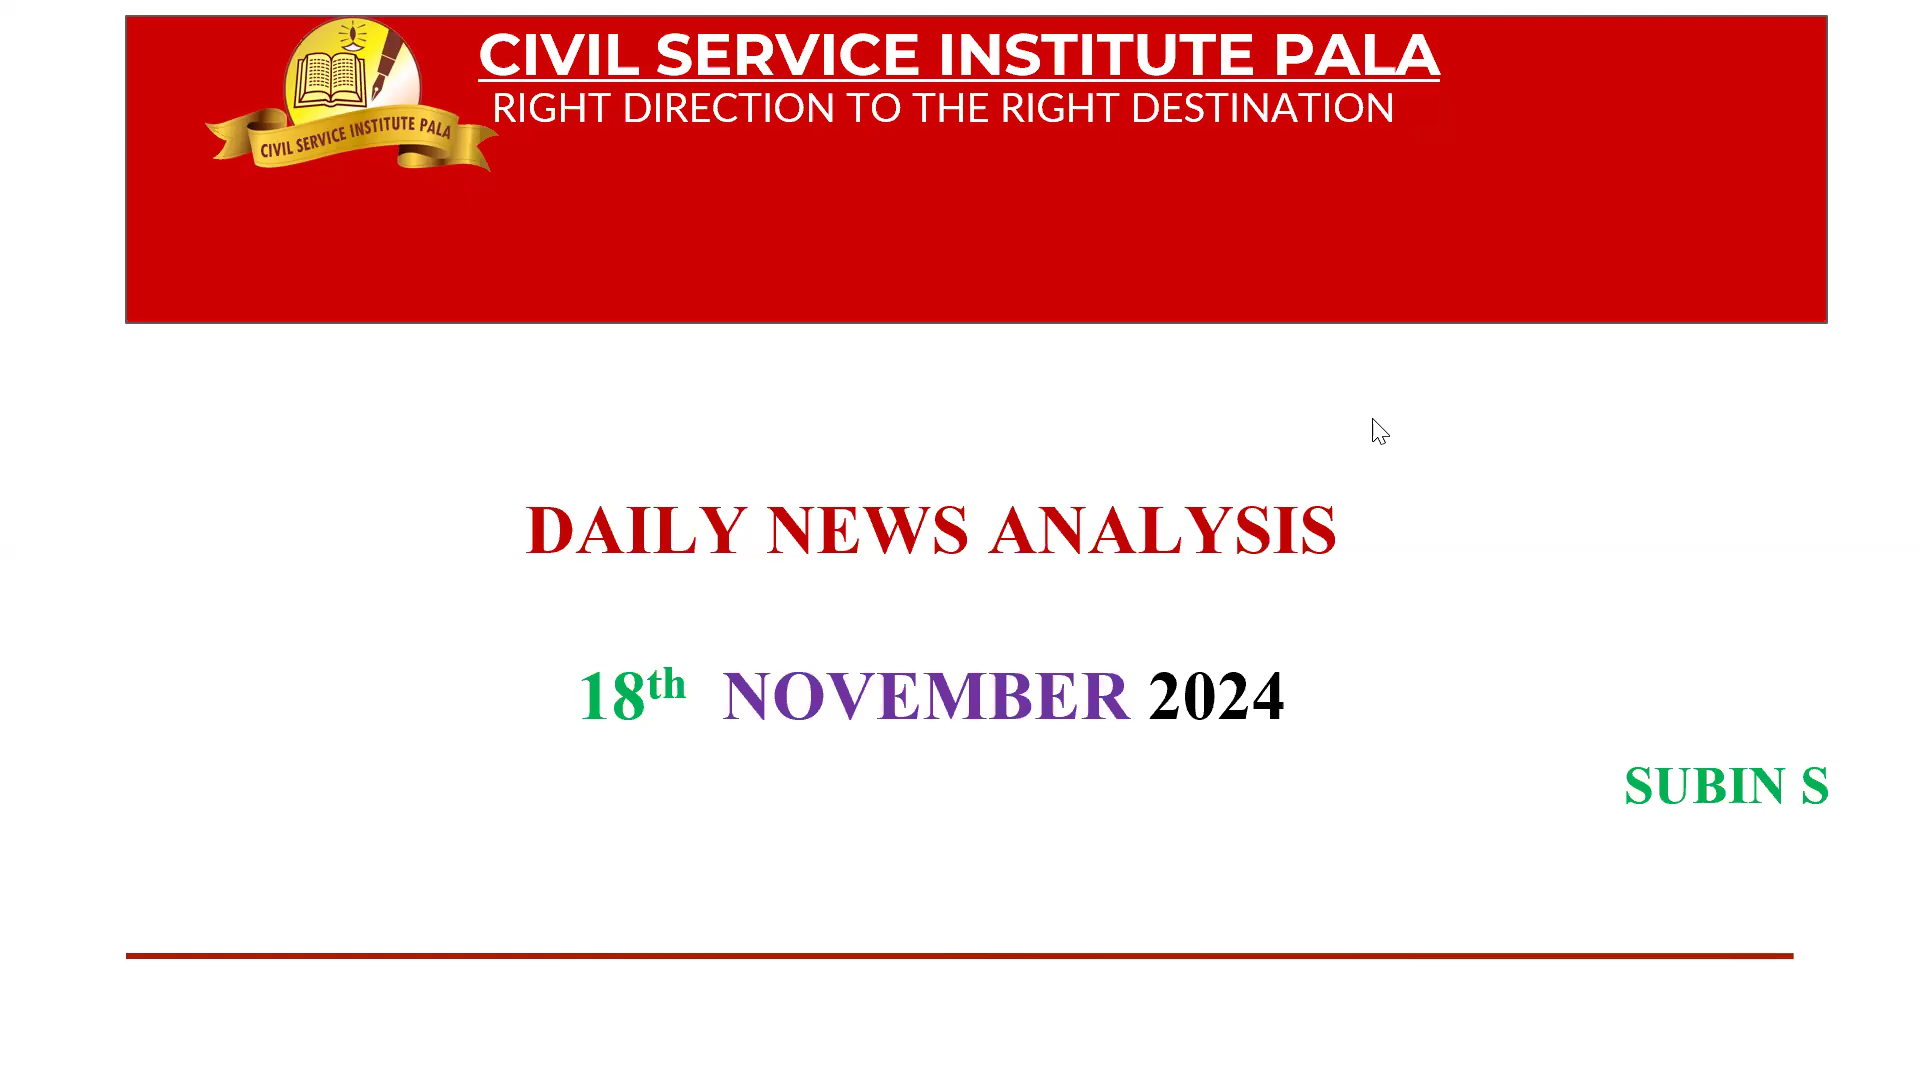 CIVIL SERVICE INSTITUTE PALA
RIGHT DIRECTION TO THE RIGHT DESTINATION
CIVIL SERVICE INSTITUTE PALA
DAILY NEWS ANALYSIS
18th NOVEMBER 2024
SUBIN S